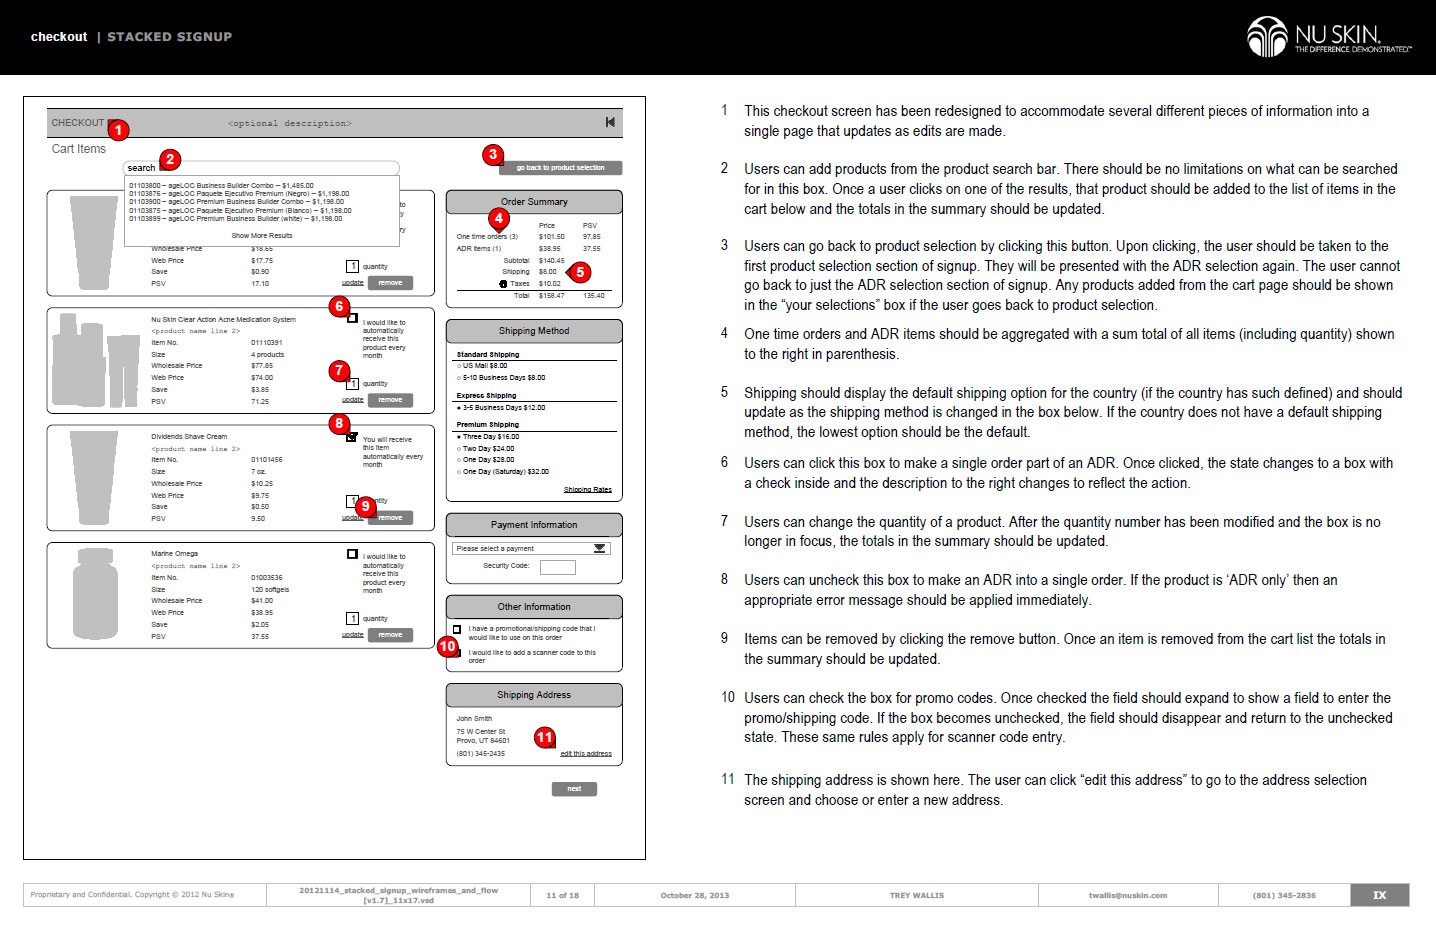 checkout | STACKED SIGNUP
NU SKIN.
THE DIFFERENCE. DEMONSTRATED.™
CHECKOUT
1
<optional description>
Cart Items
search
2
3
go back to product selection
01103800 – ageLOC Business Builder Combo – $1,485.00
01103876 – ageLOC Paquete Ejecutivo Premium (Negro) – $1,198.00
01103900 – ageLOC Premium Business Builder Combo – $1,198.00
01103875 – ageLOC Paquete Ejecutivo Premium (Blanco) – $1,198.00
01103899 – ageLOC Premium Business Builder (white) – $1,198.00
Show More Results
Wholesale Price $18.65
Web Price $17.75
Save $0.90
PSV 17.10
1 quantity
update remove
6
Nu Skin Clear Action Acne Medication System
<product name line 2>
Item No. 01110391
Size 4 products
Wholesale Price $77.85
Web Price $74.00
Save $3.85
PSV 71.25
I would like to
automatically
receive this
product every
month
7
1 quantity
update remove
8
Dividends Shave Cream
<product name line 2>
Item No. 01101456
Size 7 oz.
Wholesale Price $10.25
Web Price $9.75
Save $0.50
PSV 9.50
You will receive
this item
automatically every
month
1 ntity
9
update remove
Marine Omega
<product name line 2>
Item No. 01003536
Size 120 softgels
Wholesale Price $41.00
Web Price $38.95
Save $2.05
PSV 37.55
I would like to
automatically
receive this
product every
month
1 quantity
update remove
Order Summary
4
Price PSV
One time orders (3) $101.50 97.85
ADR Items (1) $38.95 37.55
Subtotal $140.45
Shipping $8.00
5
Taxes $10.02
Total $158.47 135.40
Shipping Method
Standard Shipping
US Mail $8.00
5-10 Business Days $8.00
Express Shipping
3-5 Business Days $12.00
Premium Shipping
Three Day $16.00
Two Day $24.00
One Day $28.00
One Day (Saturday) $32.00
Shipping Rates
Payment Information
Please select a payment
Security Code:
Other Information
I have a promotional/shipping code that I
would like to use on this order
10
I would like to add a scanner code to this
order
Shipping Address
John Smith
75 W Center St
Provo, UT 84601
(801) 345-2435
11
edit this address
next
1 This checkout screen has been redesigned to accommodate several different pieces of information into a
single page that updates as edits are made.
2 Users can add products from the product search bar. There should be no limitations on what can be searched
for in this box. Once a user clicks on one of the results, that product should be added to the list of items in the
cart below and the totals in the summary should be updated.
3 Users can go back to product selection by clicking this button. Upon clicking, the user should be taken to the
first product selection section of signup. They will be presented with the ADR selection again. The user cannot
go back to just the ADR selection section of signup. Any products added from the cart page should be shown
in the “your selections” box if the user goes back to product selection.
4 One time orders and ADR items should be aggregated with a sum total of all items (including quantity) shown
to the right in parenthesis.
5 Shipping should display the default shipping option for the country (if the country has such defined) and should
update as the shipping method is changed in the box below. If the country does not have a default shipping
method, the lowest option should be the default.
6 Users can click this box to make a single order part of an ADR. Once clicked, the state changes to a box with
a check inside and the description to the right changes to reflect the action.
7 Users can change the quantity of a product. After the quantity number has been modified and the box is no
longer in focus, the totals in the summary should be updated.
8 Users can uncheck this box to make an ADR into a single order. If the product is ‘ADR only’ then an
appropriate error message should be applied immediately.
9 Items can be removed by clicking the remove button. Once an item is removed from the cart list the totals in
the summary should be updated.
10 Users can check the box for promo codes. Once checked the field should expand to show a field to enter the
promo/shipping code. If the box becomes unchecked, the field should disappear and return to the unchecked
state. These same rules apply for scanner code entry.
11 The shipping address is shown here. The user can click “edit this address” to go to the address selection
screen and choose or enter a new address.
Proprietary and Confidential. Copyright © 2012 Nu Skin®
20121114_stacked_signup_wireframes_and_flow
[v1.7]_11x17.vsd
11 of 18
October 28, 2013
TREY WALLIS
twallis@nuskin.com
(801) 345-2836
IX